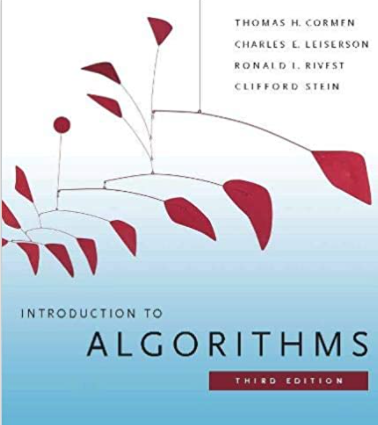 THOMAS H. CORMEN
CHARLES E. LEISERSON
RONALD L. RIVEST
CLIFFORD STEIN
INTRODUCTION TO
ALGORITHMS
THIRD EDITION